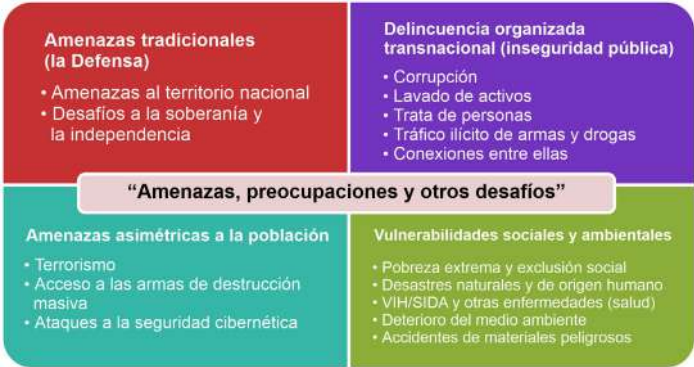 Amenazas tradicionales
(la Defensa)
• Amenazas al territorio nacional
• Desafíos a la soberanía y
la independencia
Delincuencia organizada
transnacional (inseguridad pública)
• Corrupción
• Lavado de activos
• Trata de personas
• Tráfico ilícito de armas y drogas
• Conexiones entre ellas
“Amenazas, preocupaciones y otros desafíos”
Amenazas asimétricas a la población
• Terrorismo
• Acceso a las armas de destrucción
masiva
• Ataques a la seguridad cibernética
Vulnerabilidades sociales y ambientales
• Pobreza extrema y exclusión social
• Desastres naturales y de origen humano
• VIH/SIDA y otras enfermedades (salud)
• Deterioro del medio ambiente
• Accidentes de materiales peligrosos